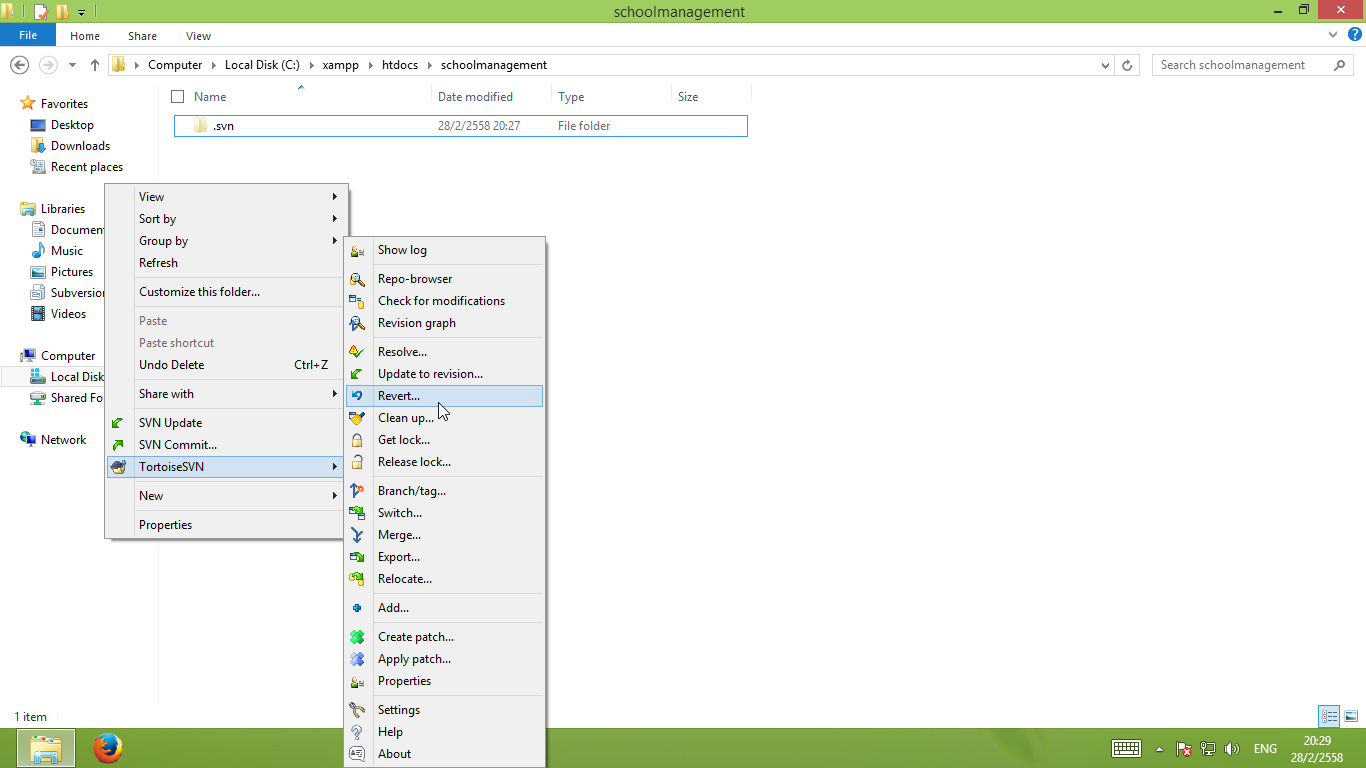 schoolmanagement
File Home Share View
Computer Local Disk (C:) xampp htdocs schoolmanagement
Search schoolmanagement
Name Date modified Type Size
.svn 28/2/2558 20:27 File folder
Favorites
Desktop
Downloads
Recent places
Libraries
Documen
Music
Pictures
Subversion
Videos
Computer
Local Disk
Shared Fo
Network
View
Sort by
Group by
Refresh
Customize this folder...
Paste
Paste shortcut
Undo Delete Ctrl+Z
Share with
SVN Update
SVN Commit...
TortoiseSVN
New
Properties
Show log
Repo-browser
Check for modifications
Revision graph
Resolve...
Update to revision...
Revert...
Clean up...
Get lock...
Release lock...
Branch/tag...
Switch...
Merge...
Export...
Relocate...
Add...
Create patch...
Apply patch...
Properties
Settings
Help
About
1 item
ENG
20:29
28/2/2558